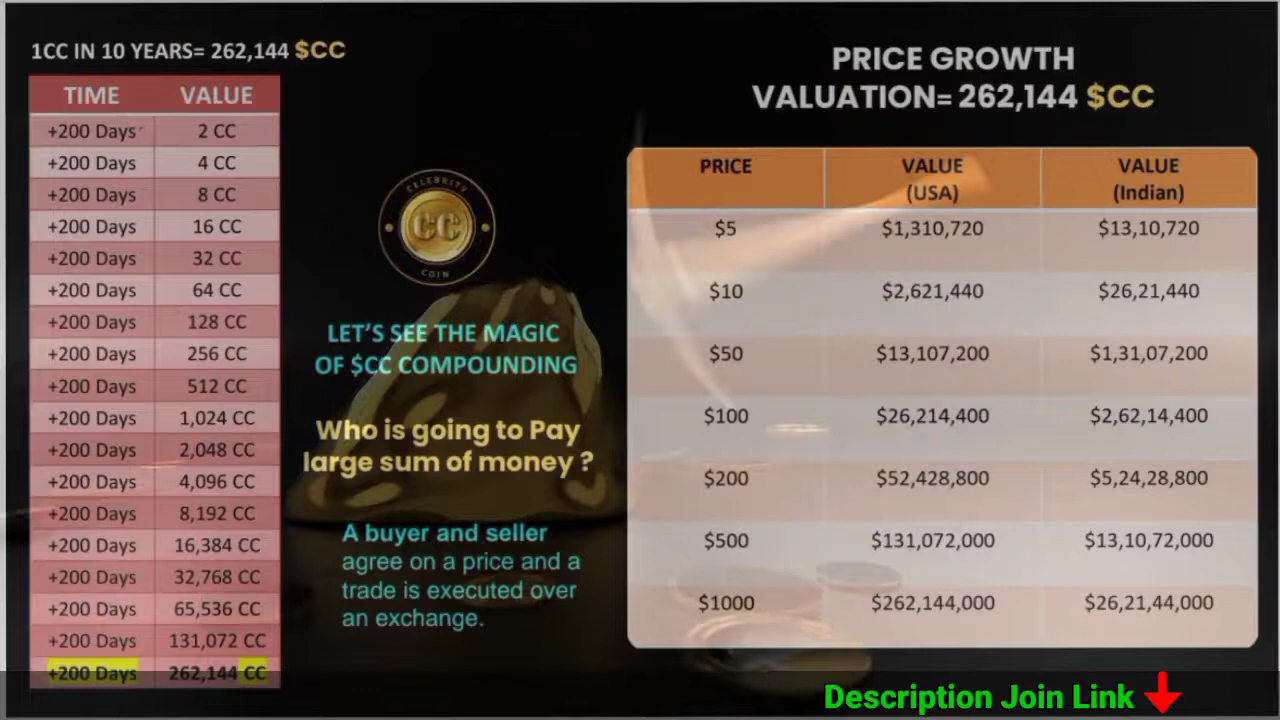 1CC IN 10 YEARS= 262,144 $CC
TIME VALUE
+200 Days 2 CC
+200 Days 4 CC
+200 Days 8 CC
+200 Days 16 CC
+200 Days 32 CC
+200 Days 64 CC
+200 Days 128 CC
+200 Days 256 CC
+200 Days 512 CC
+200 Days 1,024 CC
+200 Days 2,048 CC
+200 Days 4,096 CC
+200 Days 8,192 CC
+200 Days 16,384 CC
+200 Days 32,768 CC
+200 Days 65,536 CC
+200 Days 131,072 CC
+200 Days 262,144 CC
CELEBRITY
CC
COIN
LET'S SEE THE MAGIC
OF $CC COMPOUNDING
Who is going to Pay
large sum of money ?
A buyer and seller
agree on a price and a
trade is executed over
an exchange.
PRICE GROWTH
VALUATION= 262,144 $CC
PRICE VALUE VALUE
(USA) (Indian)
$5 $1,310,720 $13,10,720
$10 $2,621,440 $26,21,440
$50 $13,107,200 $1,31,07,200
$100 $26,214,400 $2,62,14,400
$200 $52,428,800 $5,24,28,800
$500 $131,072,000 $13,10,72,000
$1000 $262,144,000 $26,21,44,000
Description Join Link